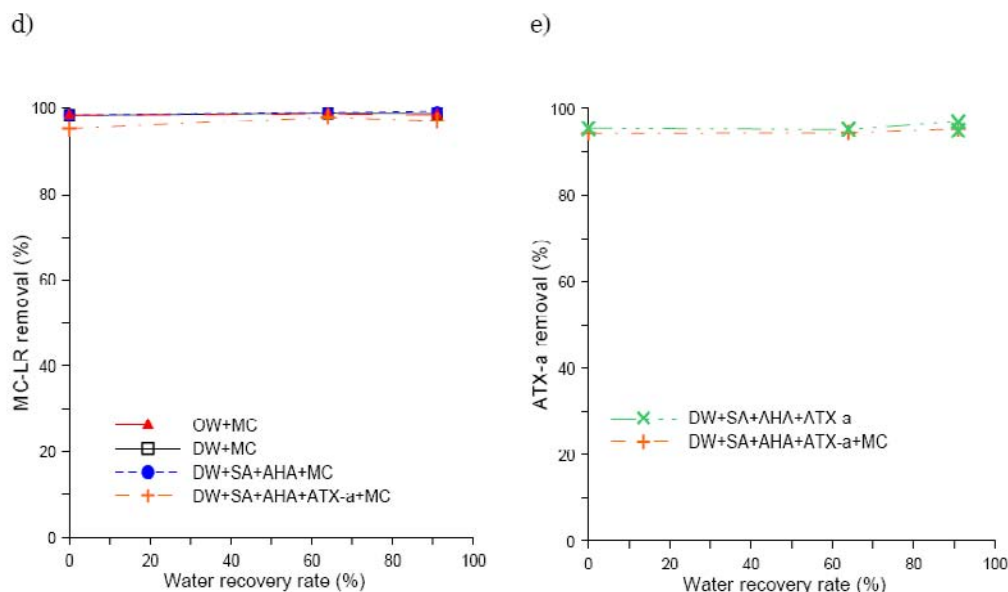 d)
100
80
60
40
20
0
MC-LR removal (%)
OW+MC
DW+MC
DW+SA+AHA+MC
DW+SA+AHA+ATX-a+MC
0 20 40 60 80 100
Water recovery rate (%)
e)
100
80
60
40
20
0
ATX-a removal (%)
DW+SA+AHA+ATX a
DW+SA+AHA+ATX-a+MC
0 20 40 60 80 100
Water recovery rate (%)